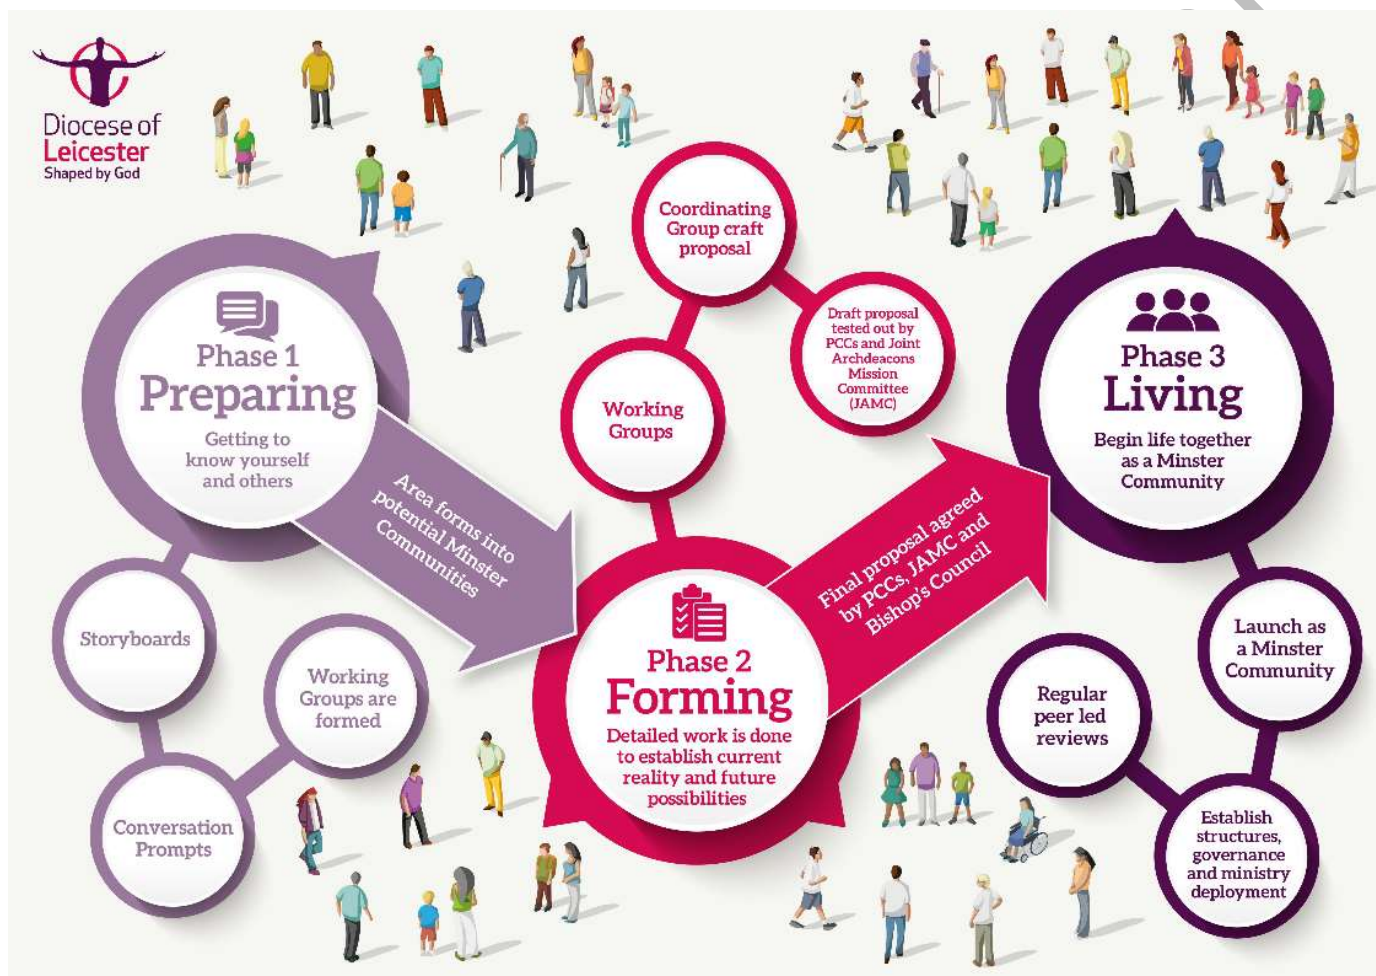 Diocese of
Leicester
Shaped by God
Phase 1
Preparing
Getting to
know yourself
and others
Storyboards
Conversation
Prompts
Working
Groups are
formed
Area forms into
potential Minster
Communities
Phase 2
Forming
Detailed work is done
to establish current
reality and future
possibilities
Working
Groups
Coordinating
Group craft
proposal
Draft proposal
tested out by
PCCs and Joint
Archdeacons
Mission
Committee
(JAMC)
Final proposal agreed
by PCCs, JAMC and
Bishop's Council
Phase 3
Living
Begin life together
as a Minster
Community
Launch as
a Minster
Community
Establish
structures,
governance
and ministry
deployment
Regular
peer led
reviews